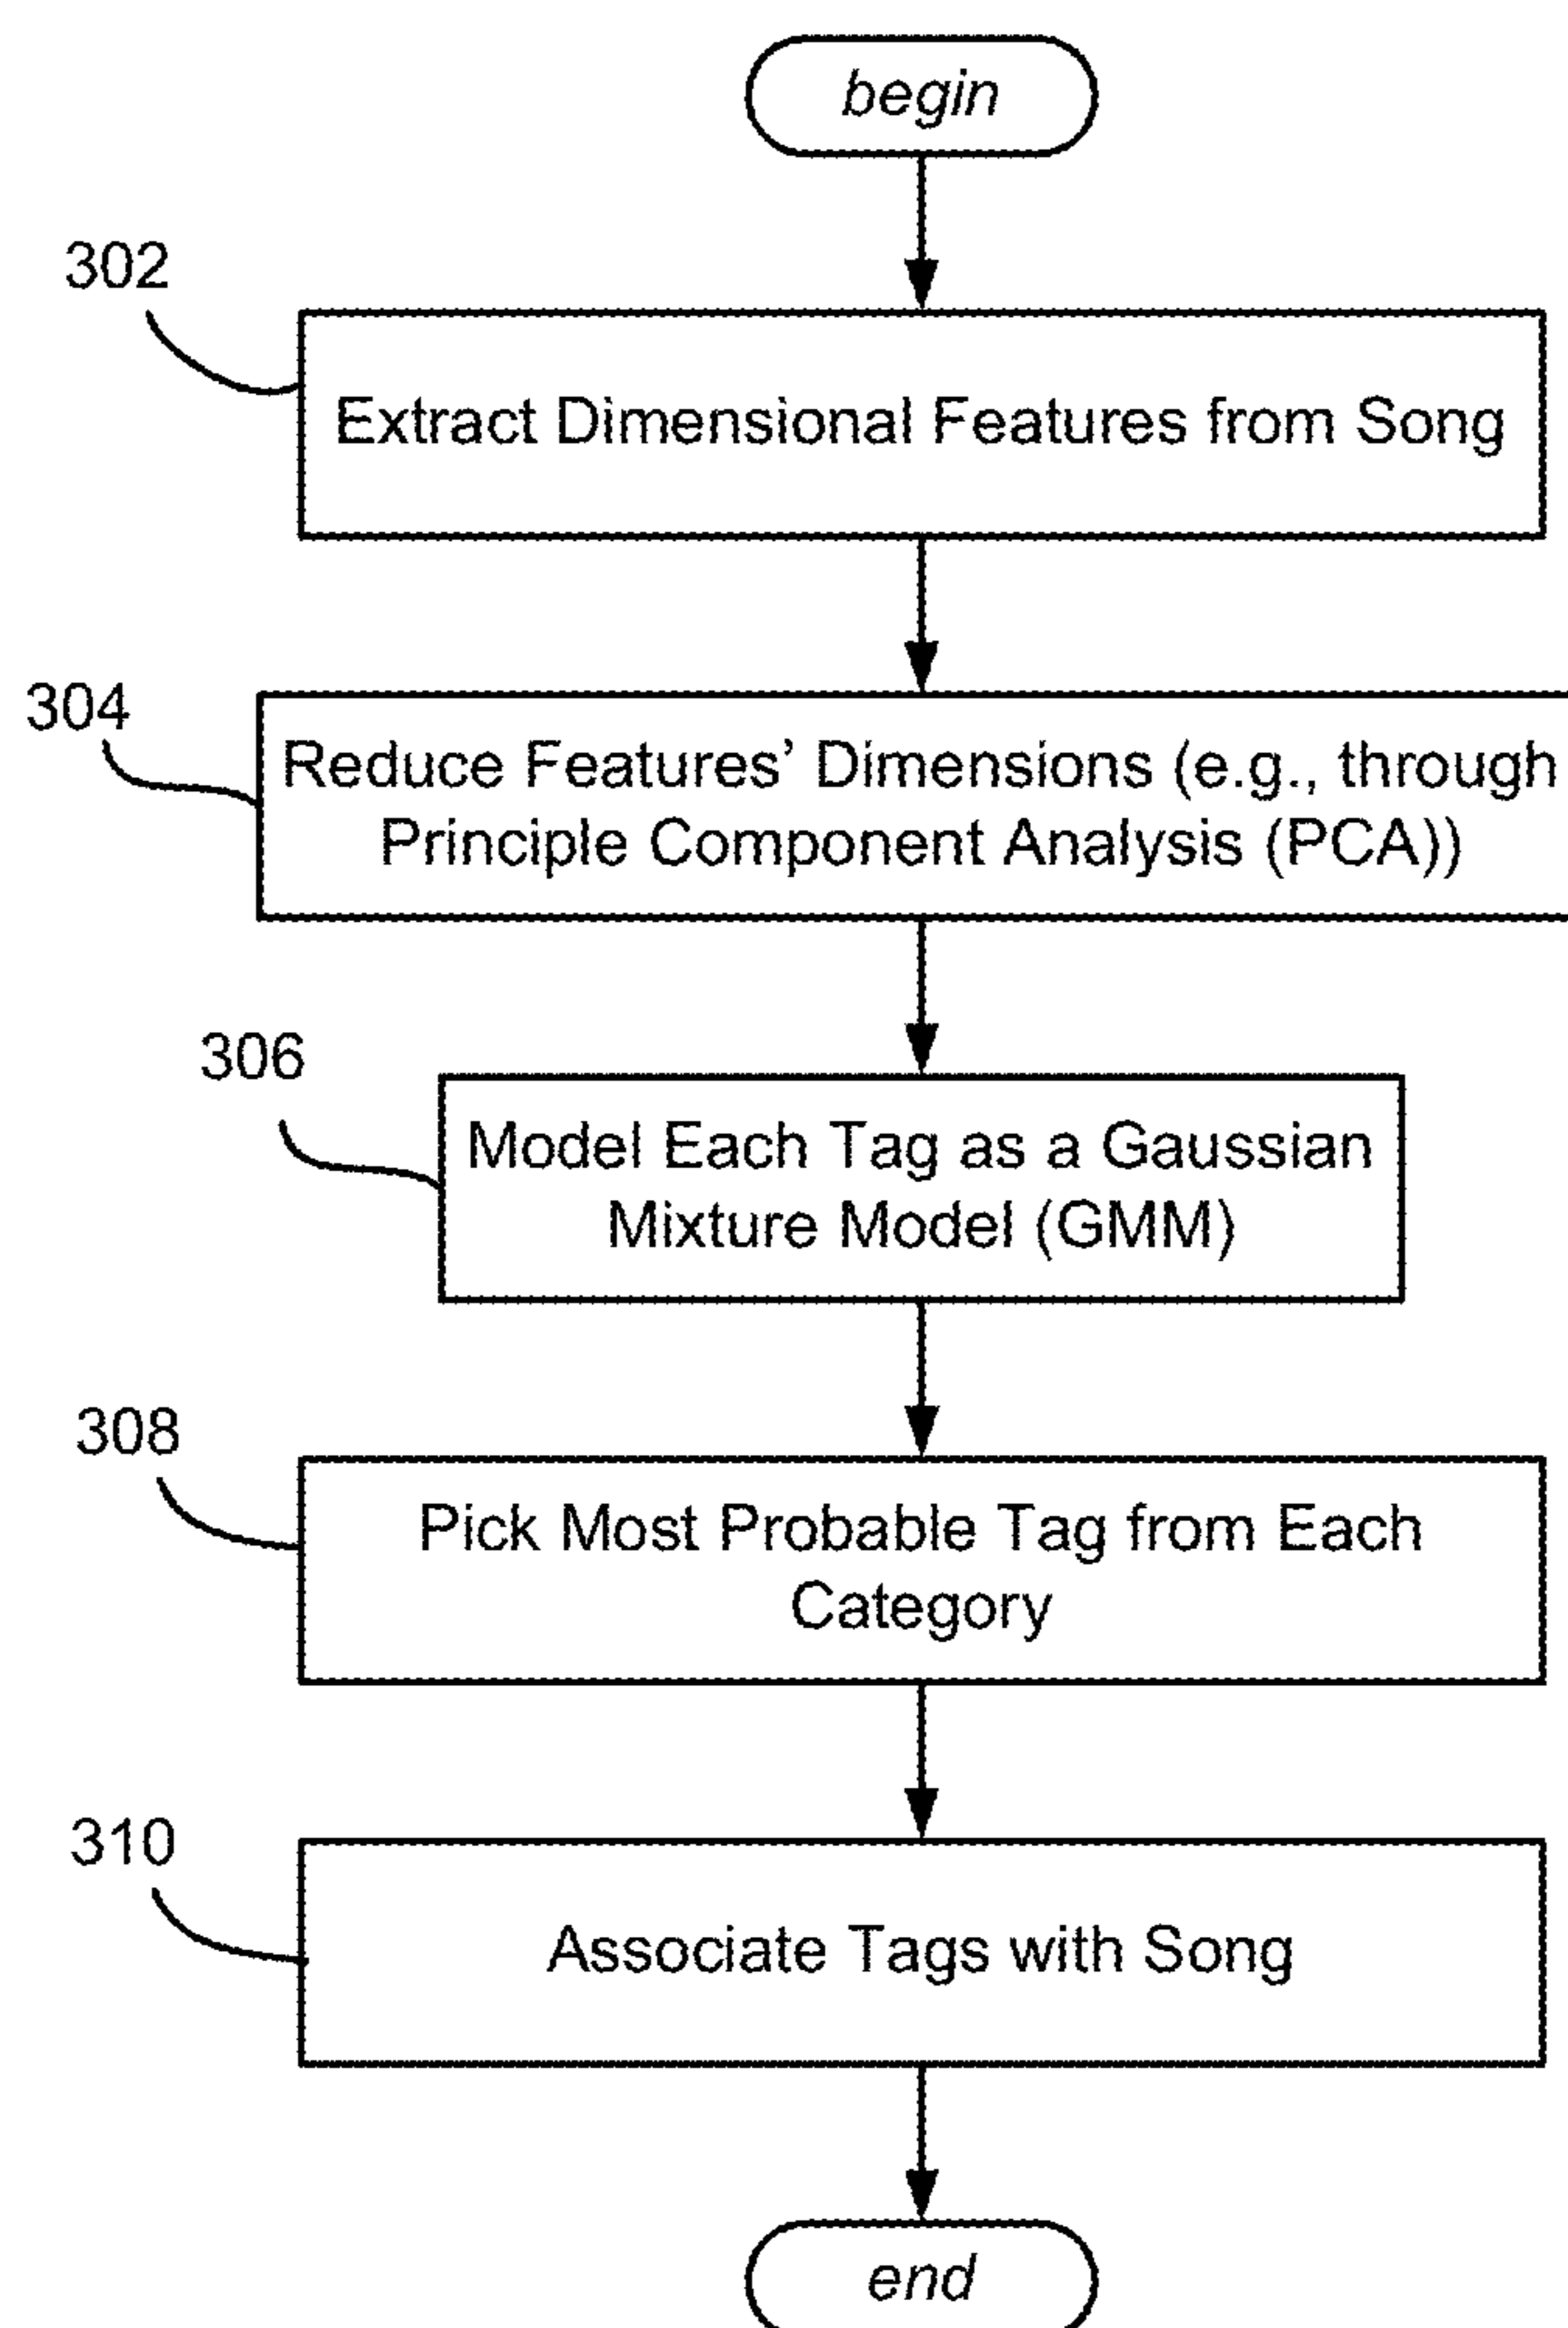 begin
302
Extract Dimensional Features from Song
304
Reduce Features’ Dimensions (e.g., through
Principle Component Analysis (PCA))
306
Model Each Tag as a Gaussian
Mixture Model (GMM)
308
Pick Most Probable Tag from Each
Category
310
Associate Tags with Song
end